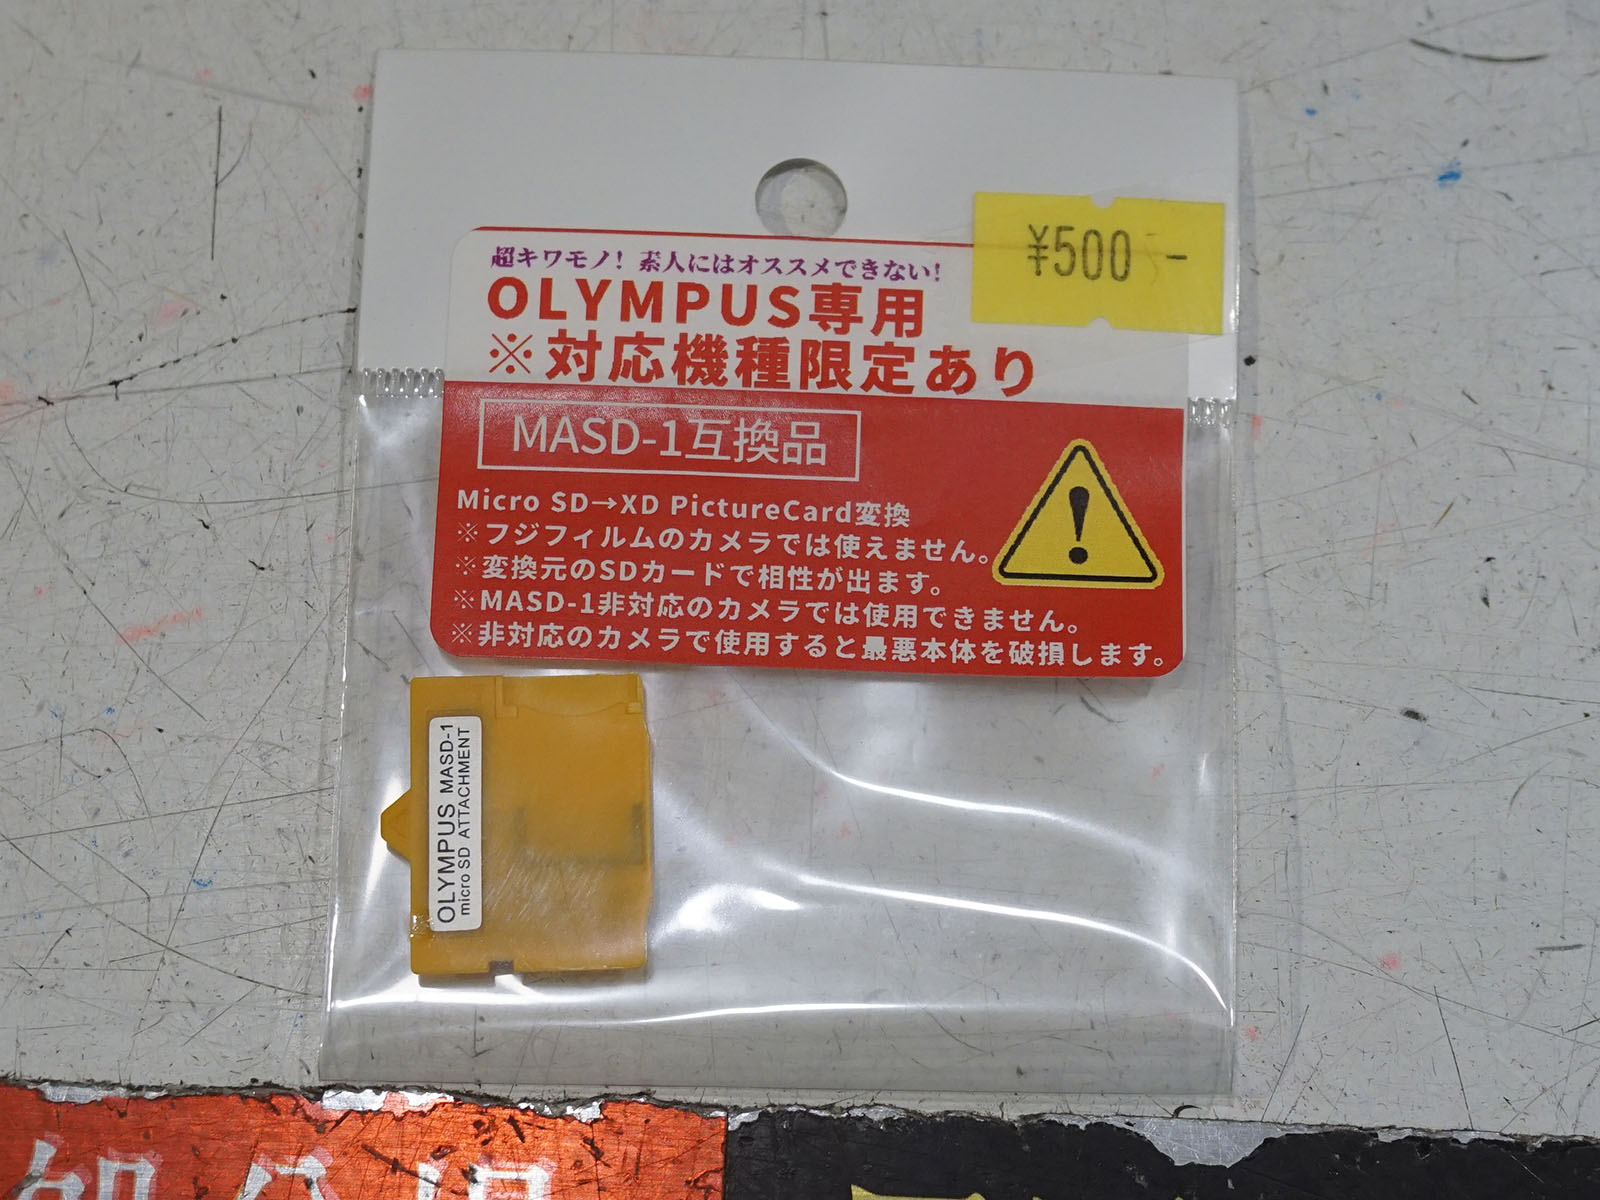 ¥500-
超キワモノ！素人にはオススメできない！
OLYMPUS専用
※対応機種限定あり
MASD-1互換品
Micro SD→XD PictureCard変換
※フジフィルムのカメラでは使えません。
※変換元のSDカードで相性が出ます。
※MASD-1非対応のカメラでは使用できません。
※非対応のカメラで使用すると最悪本体を破損します。
OLYMPUS MASD-1
micro SD ATTACHMENT